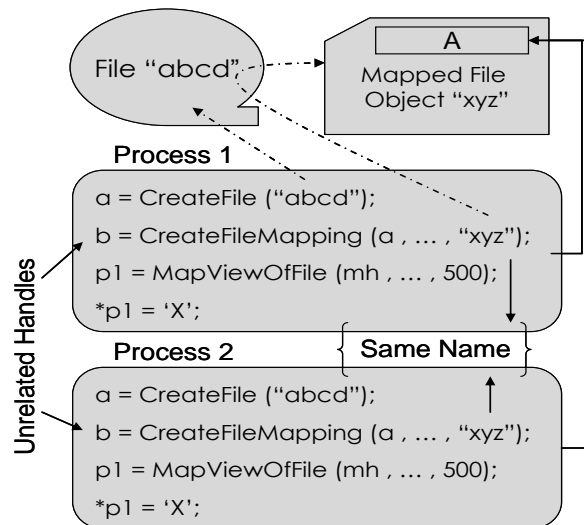 File “abcd”
A
Mapped File
Object “xyz”
Process 1
a = CreateFile (“abcd”);
b = CreateFileMapping (a , … , “xyz”);
p1 = MapViewOfFile (mh , … , 500);
*p1 = ‘X’;
Unrelated Handles
Process 2
{ Same Name }
a = CreateFile (“abcd”);
b = CreateFileMapping (a , … , “xyz”);
p1 = MapViewOfFile (mh , … , 500);
*p1 = ‘X’;